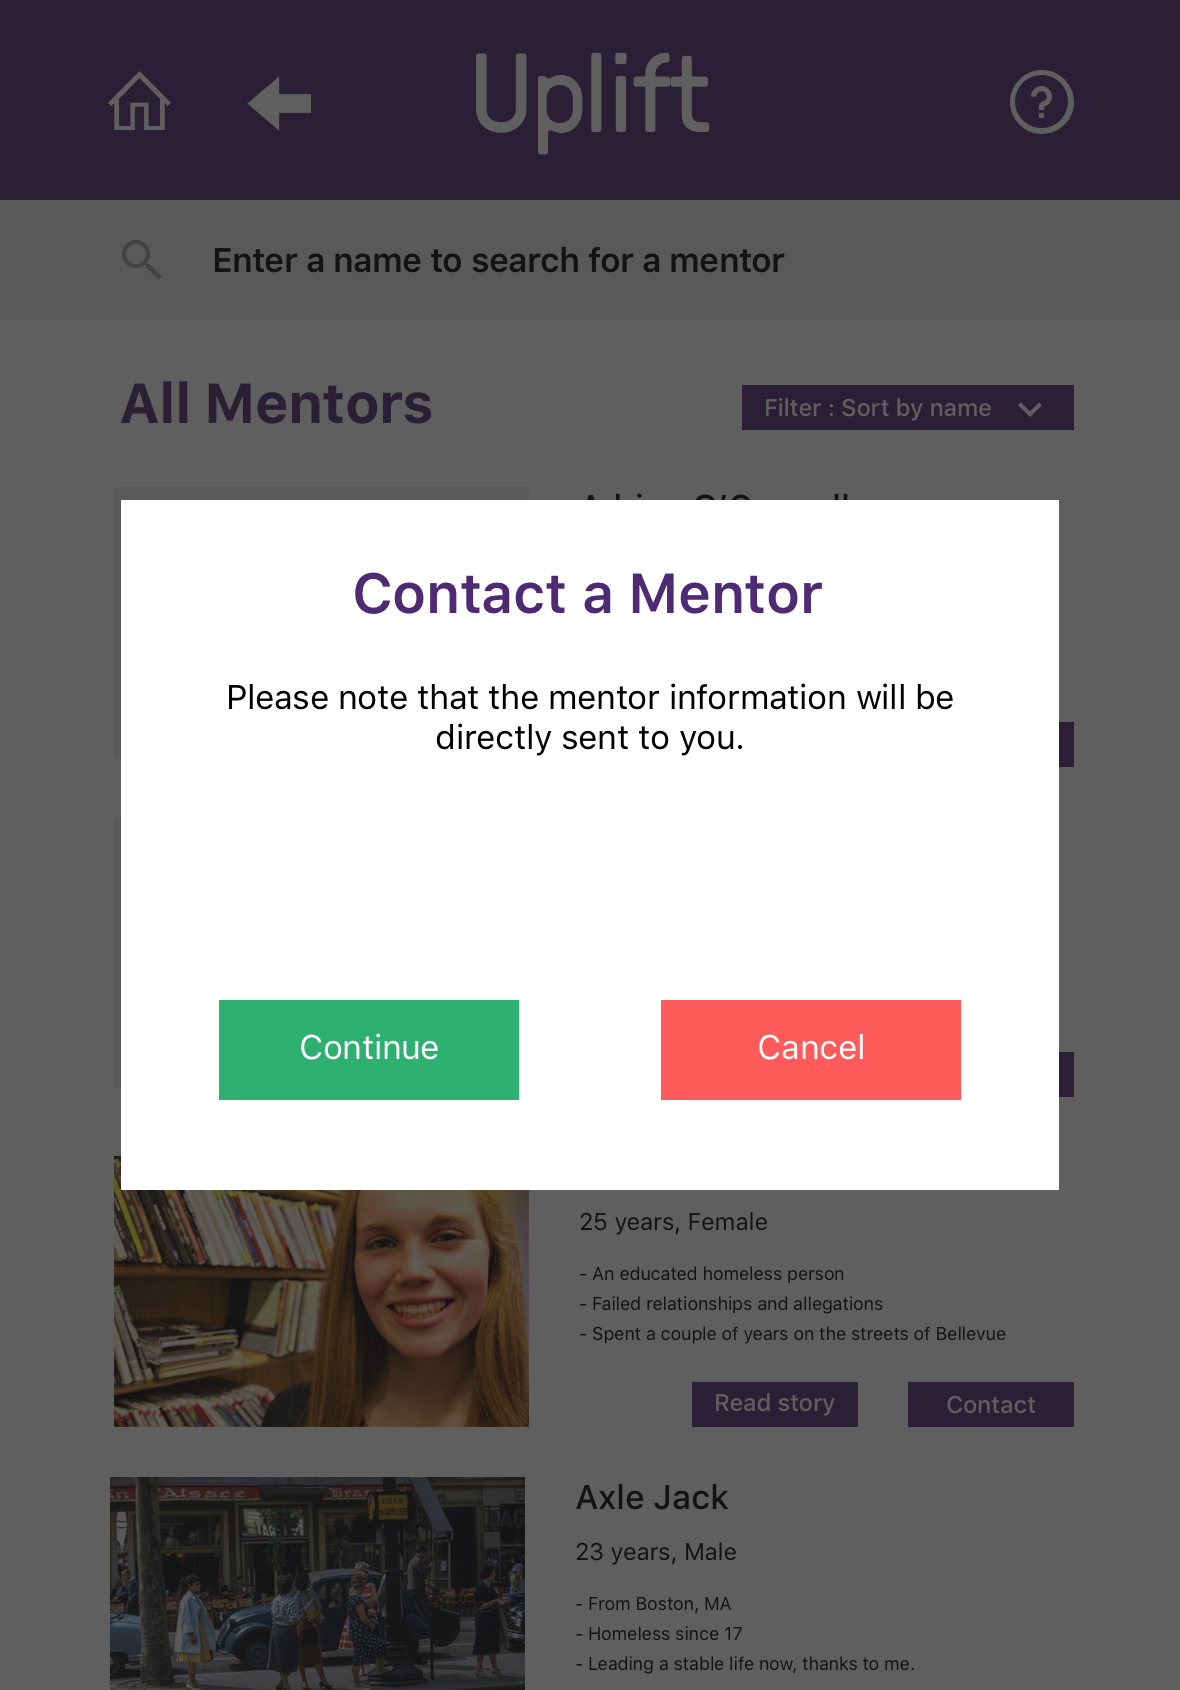 Uplift
?
Enter a name to search for a mentor
All Mentors
Filter : Sort by name
Contact a Mentor
Please note that the mentor information will be
directly sent to you.
Continue
Cancel
25 years, Female
- An educated homeless person
- Failed relationships and allegations
- Spent a couple of years on the streets of Bellevue
Read story
Contact
Alsace
Axle Jack
23 years, Male
- From Boston, MA
- Homeless since 17
- Leading a stable life now, thanks to me.